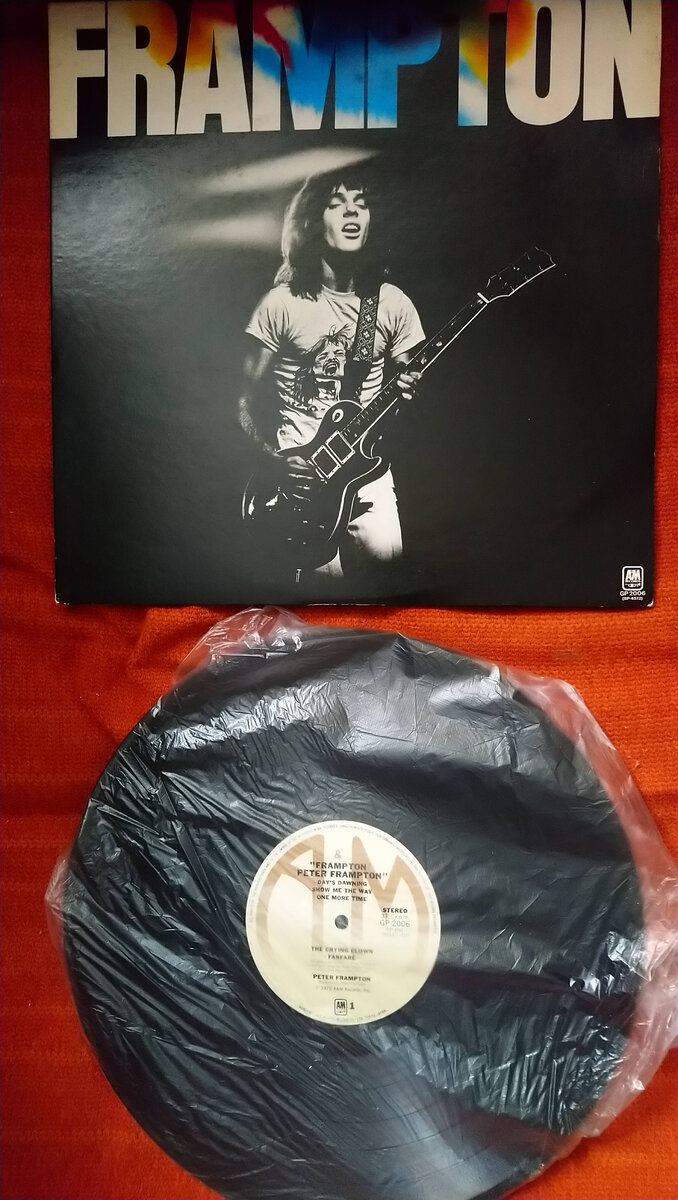 FRAMPTON
A&M
GP 2006
(SP-4512)
"FRAMPTON
PETER FRAMPTON"
DAY'S DAWNING
SHOW ME THE WAY
ONE MORE TIME
STEREO
GP 2006
THE CRYING CLOWN
FANFARE
PETER FRAMPTON
A&M 1